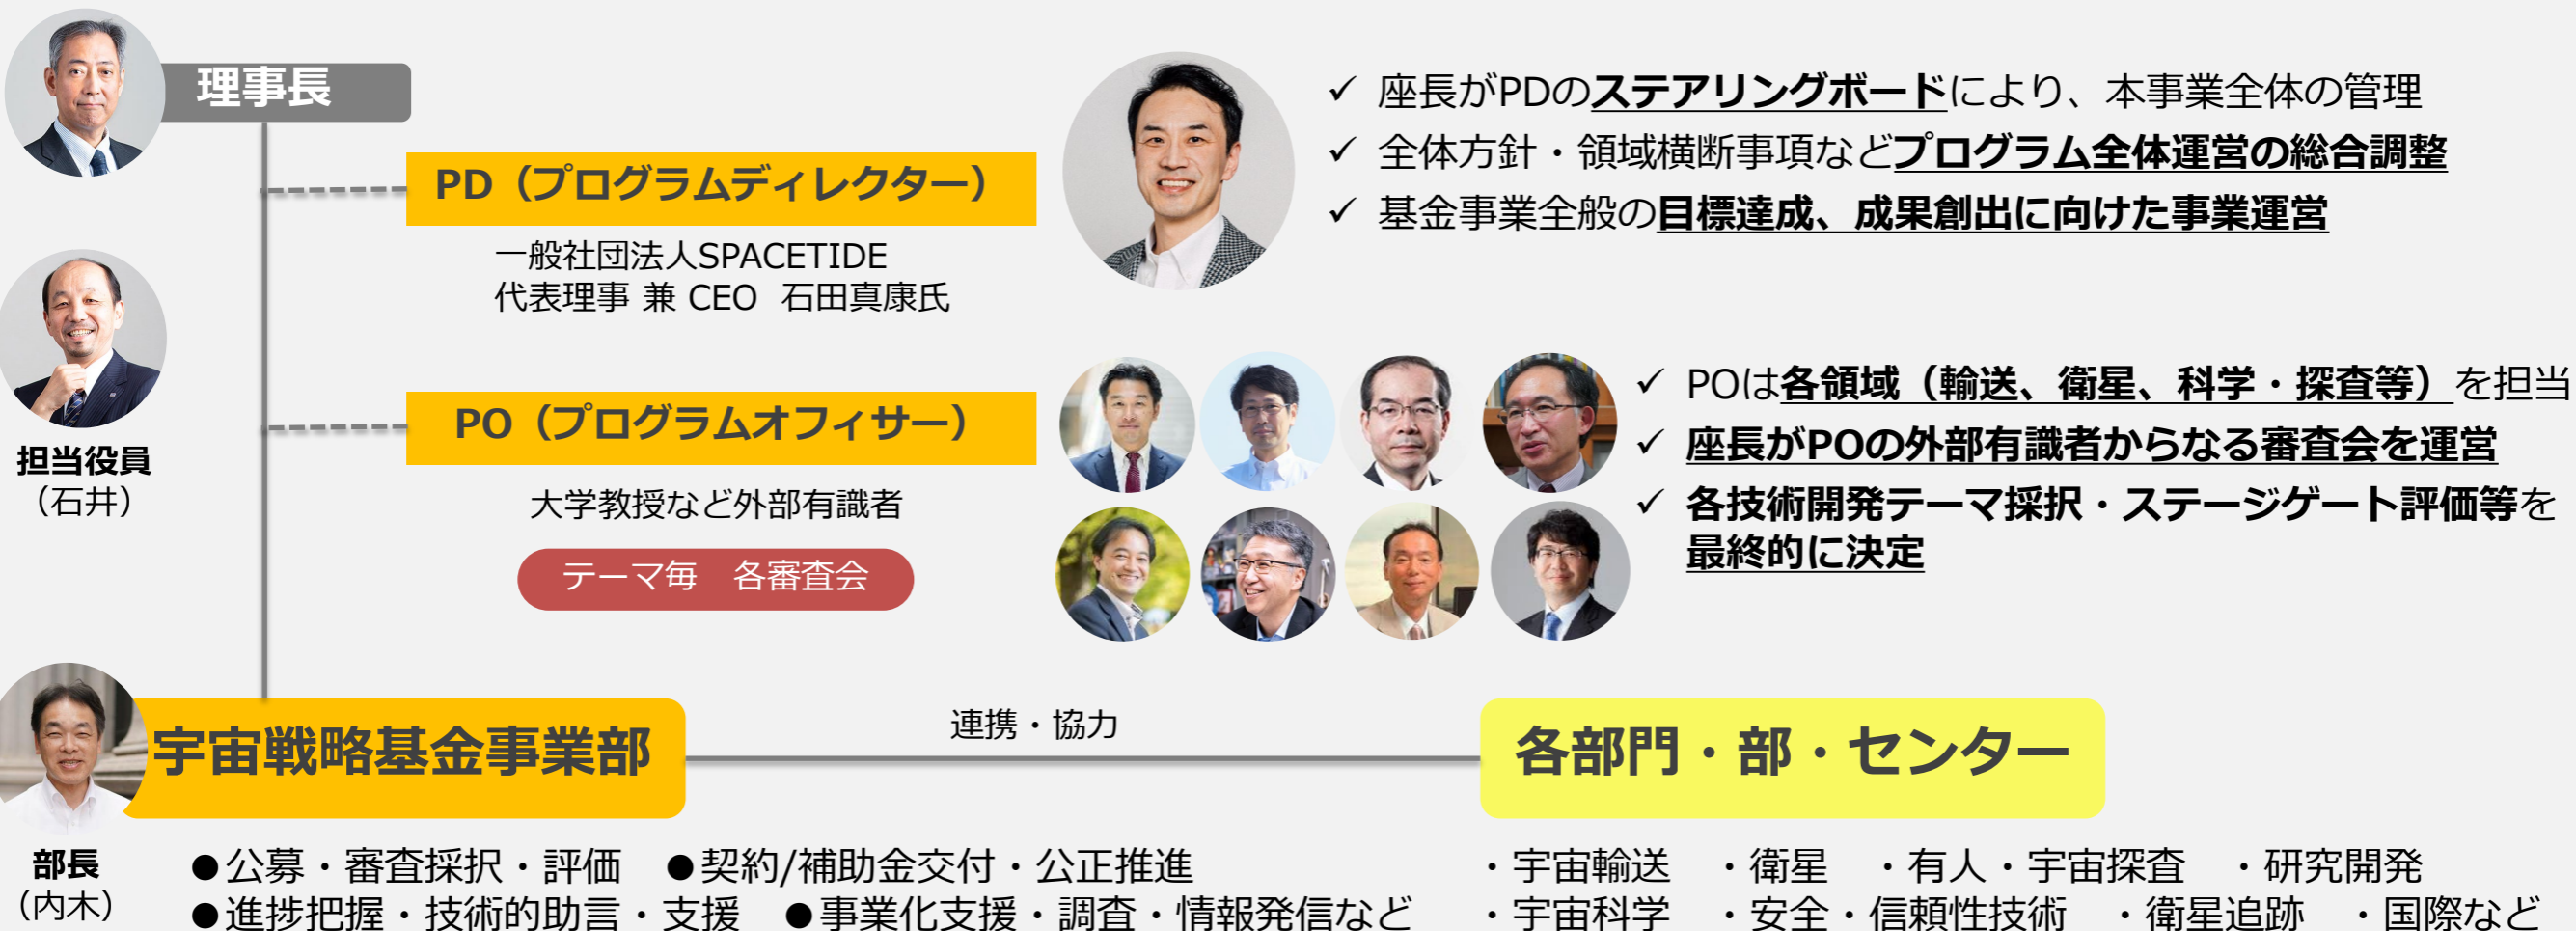 理事長
PD（プログラムディレクター）
一般社団法人SPACETIDE
代表理事 兼 CEO 石田真康氏
✓ 座長がPDのステアリングボードにより、本事業全体の管理
✓ 全体方針・領域横断事項などプログラム全体運営の総合調整
✓ 基金事業全般の目標達成、成果創出に向けた事業運営
担当役員
（石井）
PO（プログラムオフィサー）
大学教授など外部有識者
テーマ毎 各審査会
✓ POは各領域（輸送、衛星、科学・探査等）を担当
✓ 座長がPOの外部有識者からなる審査会を運営
✓ 各技術開発テーマ採択・ステージゲート評価等を
最終的に決定
宇宙戦略基金事業部
連携・協力
各部門・部・センター
部長
（内木）
●公募・審査採択・評価 ●契約/補助金交付・公正推進
●進捗把握・技術的助言・支援 ●事業化支援・調査・情報発信など
・宇宙輸送 ・衛星 ・有人・宇宙探査 ・研究開発
・宇宙科学 ・安全・信頼性技術 ・衛星追跡 ・国際など